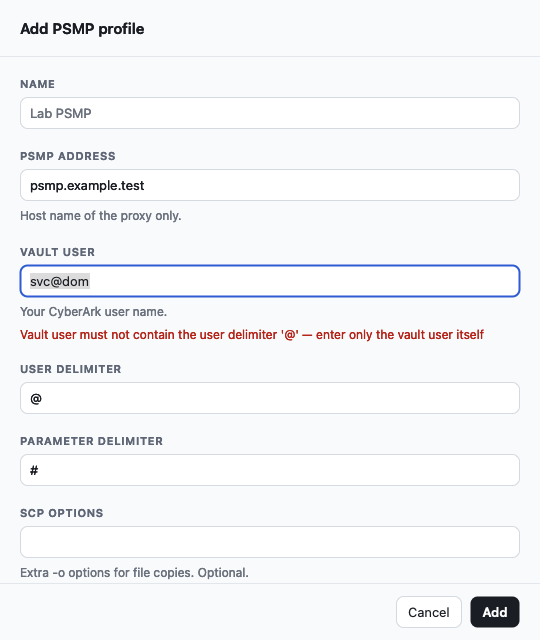 Add PSMP profile
NAME
Lab PSMP
PSMP ADDRESS
psmp.example.test
Host name of the proxy only.
VAULT USER
svc@dom
Your CyberArk user name.
Vault user must not contain the user delimiter '@' — enter only the vault user itself
USER DELIMITER
@
PARAMETER DELIMITER
#
SCP OPTIONS
Extra -o options for file copies. Optional.
Cancel
Add